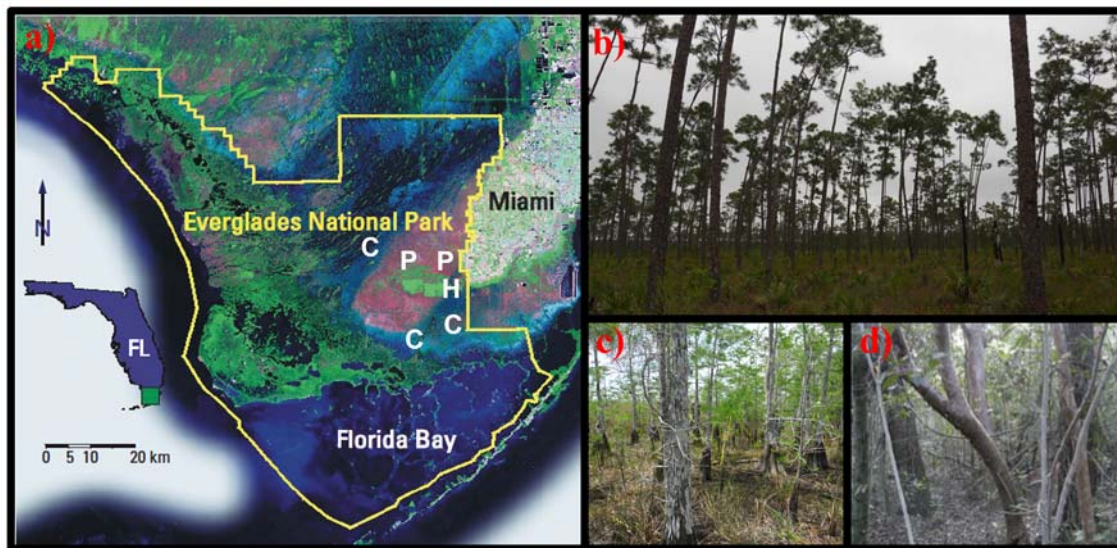 a)
Miami
Everglades National Park
C
P P
H
C C
N
FL
Florida Bay
0 5 10 20 km
b)
c)
d)